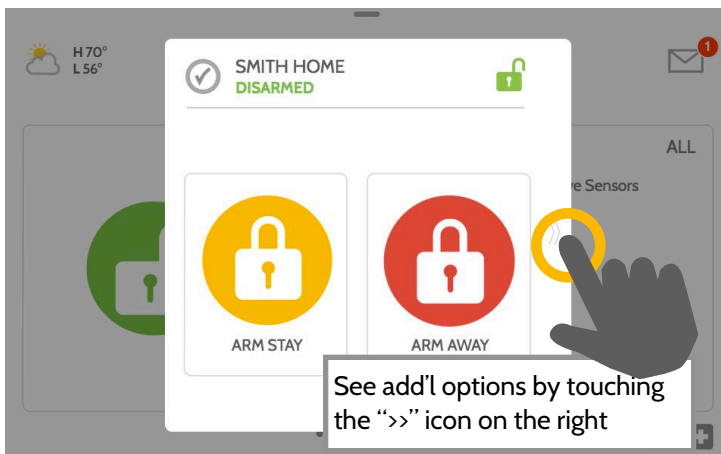 H 70°
L 56°
SMITH HOME
DISARMED
1
ALL
e Sensors
ARM STAY
ARM AWAY
See add’l options by touching
the “>>” icon on the right